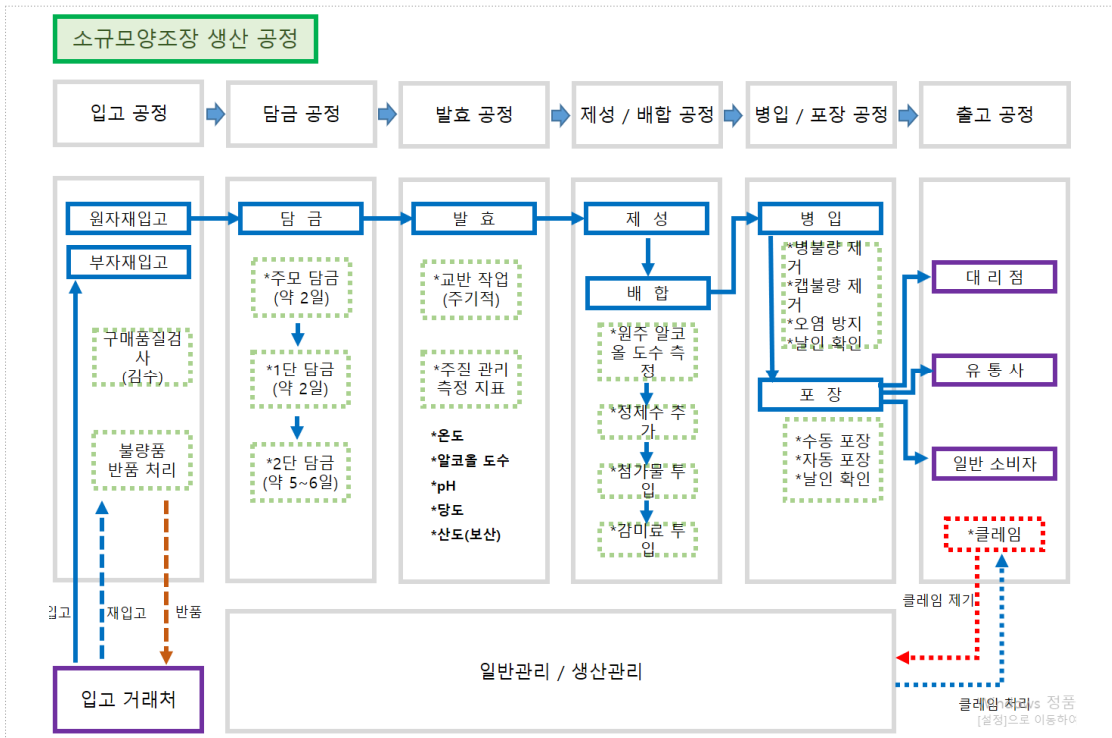 소규모양조장 생산 공정
입고 공정
담금 공정
발효 공정
제성 / 배합 공정
병입 / 포장 공정
출고 공정
원자재입고
부자재입고
구매품질검
사
(김수)
불량품
반품 처리
담 금
*주모 담금
(약 2일)
*1단 담금
(약 2일)
*2단 담금
(약 5~6일)
발 효
*교반 작업
(주기적)
*주질 관리
측정 지표
*온도
*알코올 도수
*pH
*당도
*산도(보산)
제 성
배 합
*원주 알코
올 도수 측
정
*정제수 추
가
*첨가물 투
입
*감미료 투
입
병 입
*병불량 제
거
*캡불량 제
거
*오염 방지
*날인 확인
포 장
*수동 포장
*자동 포장
*날인 확인
대 리 점
유 통 사
일반 소비자
*클레임
입고
재입고
반품
클레임 제기
입고 거래처
일반관리 / 생산관리
클레임 처리
Windows 정품
[설정]으로 이동하여